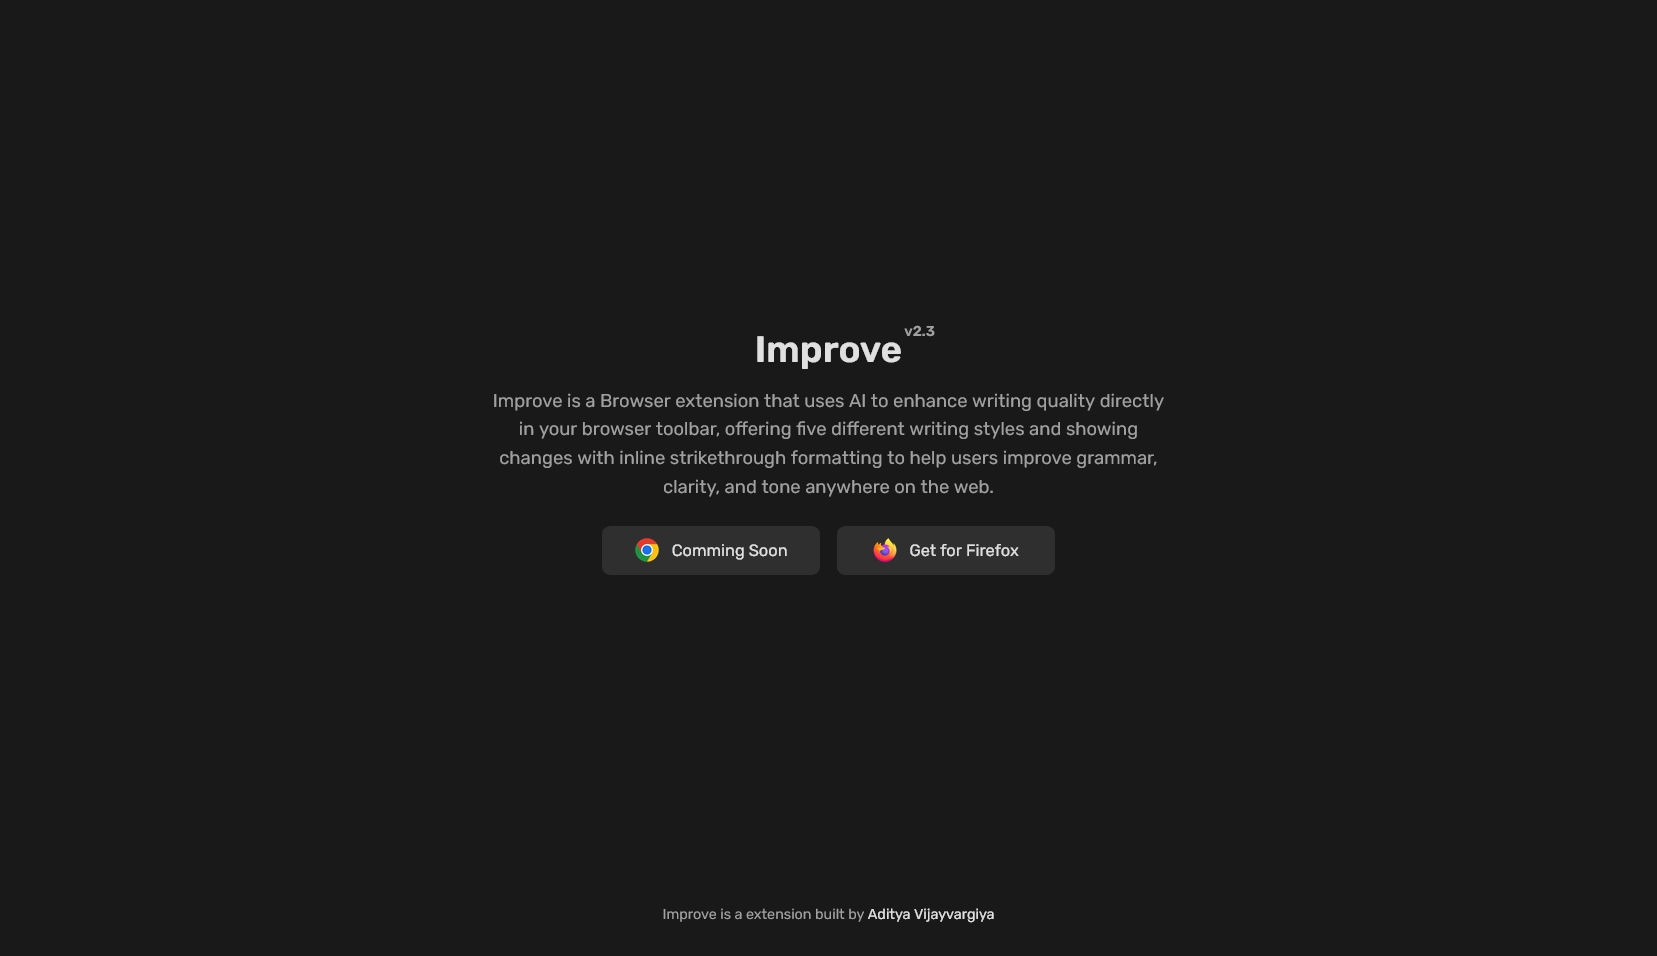 Improve v2.3
Improve is a Browser extension that uses AI to enhance writing quality directly
in your browser toolbar, offering five different writing styles and showing
changes with inline strikethrough formatting to help users improve grammar,
clarity, and tone anywhere on the web.
Comming Soon
Get for Firefox
Improve is a extension built by Aditya Vijayvargiya